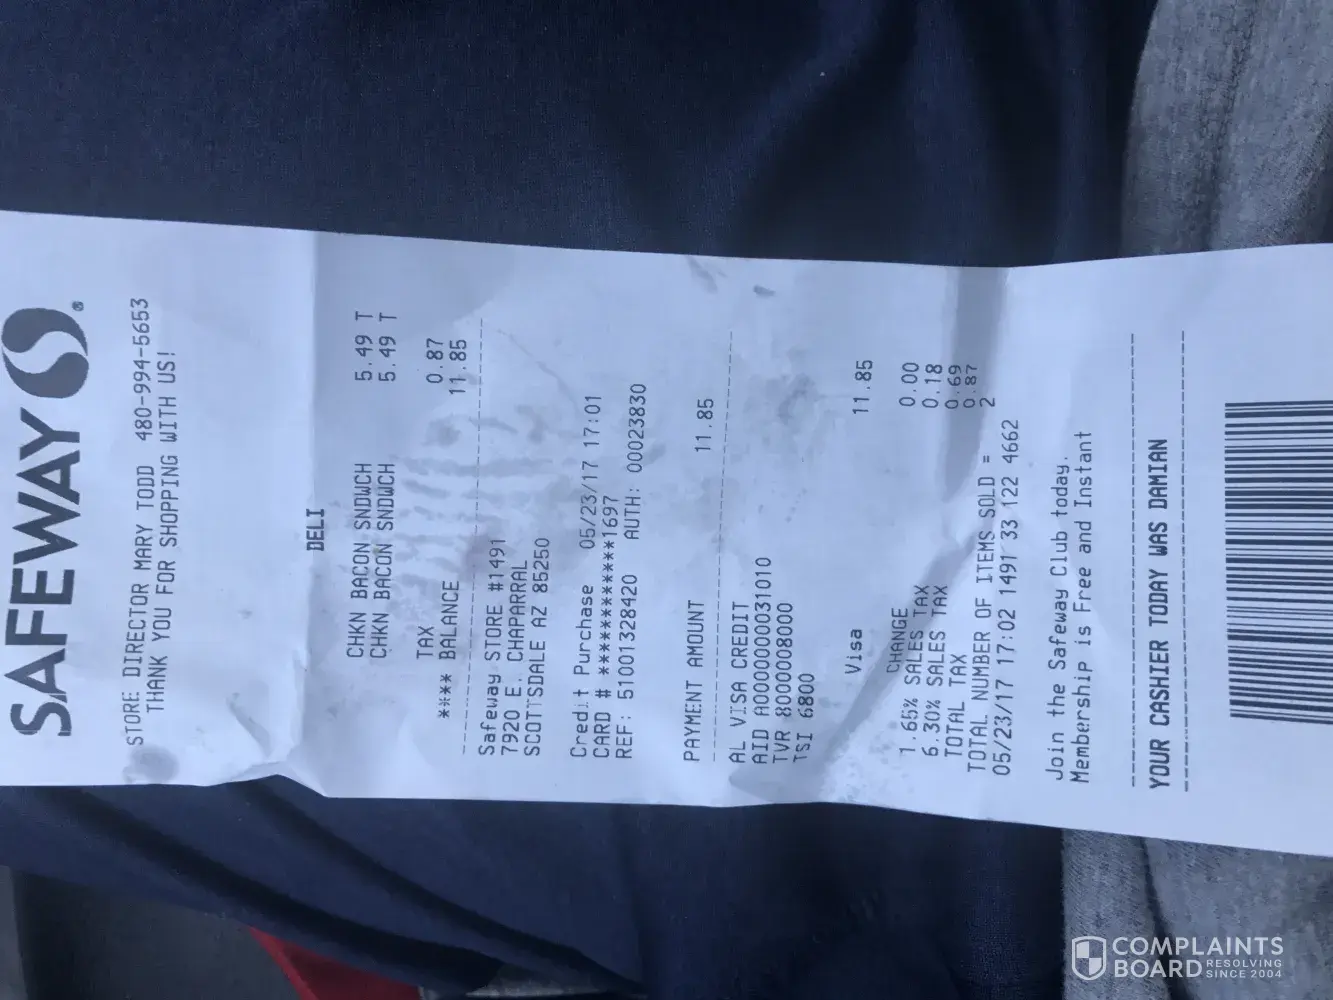 SAFEWAY
STORE DIRECTOR MARY TODD 480-994-5653
THANK YOU FOR SHOPPING WITH US!
DELI
CHKN BACON SNDWCH 5.49 T
CHKN BACON SNDWCH 5.49 T
TAX 0.87
**** BALANCE 11.85
Safeway STORE #1491
7920 E. CHAPARRAL
SCOTTSDALE AZ 85250
Credit Purchase 05/23/17 17:01
CARD # ************1697
REF: 51001328420 AUTH: 00023830
PAYMENT AMOUNT 11.85
AL VISA CREDIT
AID A0000000031010
TVR 8000008000
TSI 6800
Visa 11.85
CHANGE 0.00
1.65% SALES TAX 0.18
6.30% SALES TAX 0.69
TOTAL TAX 0.87
TOTAL NUMBER OF ITEMS SOLD = 2
05/23/17 17:02 1491 33 122 4662
Join the Safeway Club today.
Membership is Free and Instant
YOUR CASHIER TODAY WAS DAMIAN
COMPLAINTS
BOARD RESOLVING
SINCE 2004